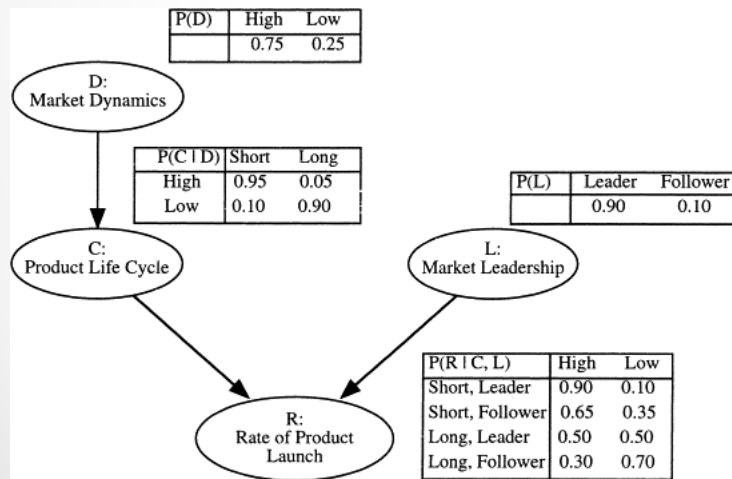 P(D) High Low
0.75 0.25
D:
Market Dynamics
P(C | D) Short Long
High 0.95 0.05
Low 0.10 0.90
P(L) Leader Follower
0.90 0.10
C:
Product Life Cycle
L:
Market Leadership
P(R | C, L) High Low
Short, Leader 0.90 0.10
Short, Follower 0.65 0.35
Long, Leader 0.50 0.50
Long, Follower 0.30 0.70
R:
Rate of Product
Launch